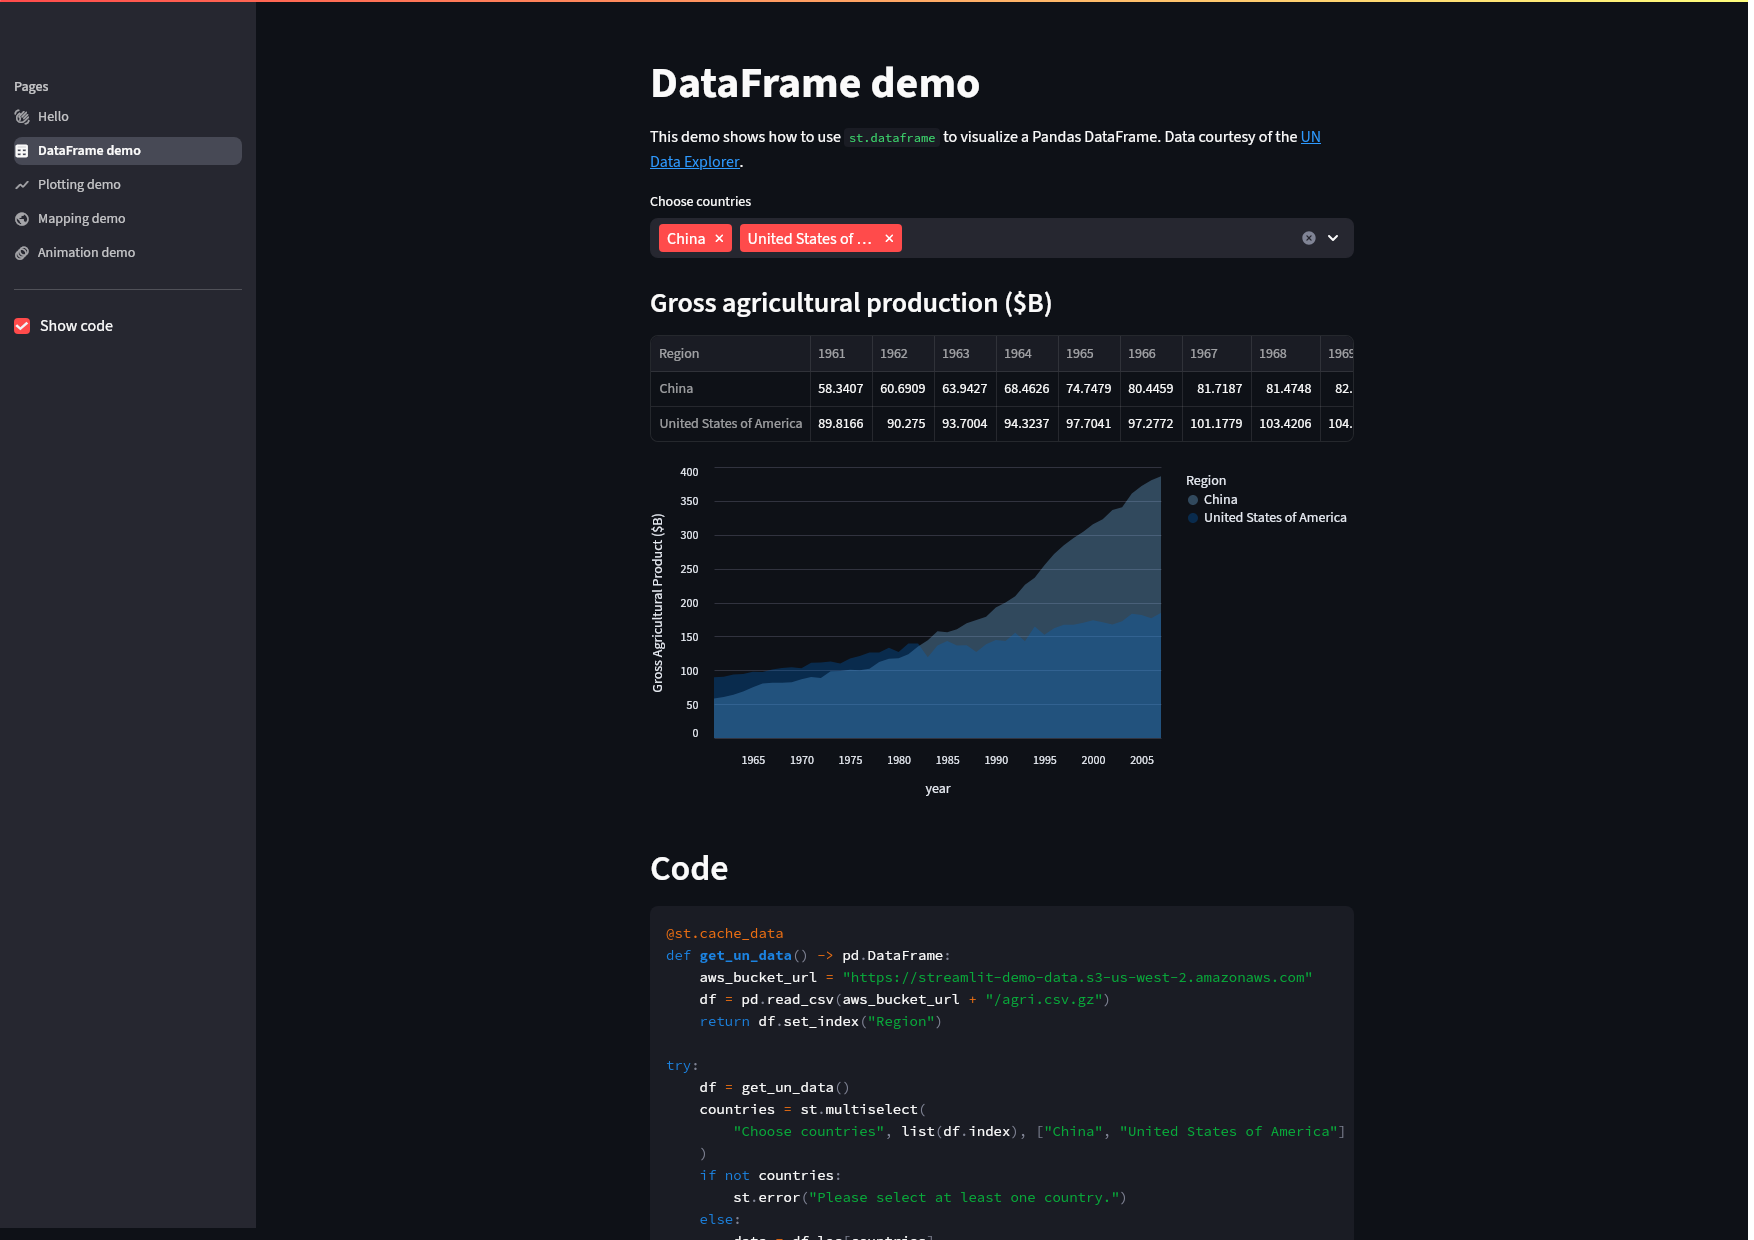 Pages
Hello
DataFrame demo
Plotting demo
Mapping demo
Animation demo
Show code
DataFrame demo
This demo shows how to use st.dataframe to visualize a Pandas DataFrame. Data courtesy of the UN
Data Explorer.
Choose countries
China × United States of … ×
Gross agricultural production ($B)
Region 1961 1962 1963 1964 1965 1966 1967 1968 1969
China 58.3407 60.6909 63.9427 68.4626 74.7479 80.4459 81.7187 81.4748 82.
United States of America 89.8166 90.275 93.7004 94.3237 97.7041 97.2772 101.1779 103.4206 104.
Gross Agricultural Product ($B)
400
350
300
250
200
150
100
50
0
1965 1970 1975 1980 1985 1990 1995 2000 2005
year
Region
China
United States of America
Code
@st.cache_data
def get_un_data() -> pd.DataFrame:
    aws_bucket_url = "https://streamlit-demo-data.s3-us-west-2.amazonaws.com"
    df = pd.read_csv(aws_bucket_url + "/agri.csv.gz")
    return df.set_index("Region")
try:
    df = get_un_data()
    countries = st.multiselect(
        "Choose countries", list(df.index), ["China", "United States of America"]
    )
    if not countries:
        st.error("Please select at least one country.")
    else:
        data = df.loc[countries]